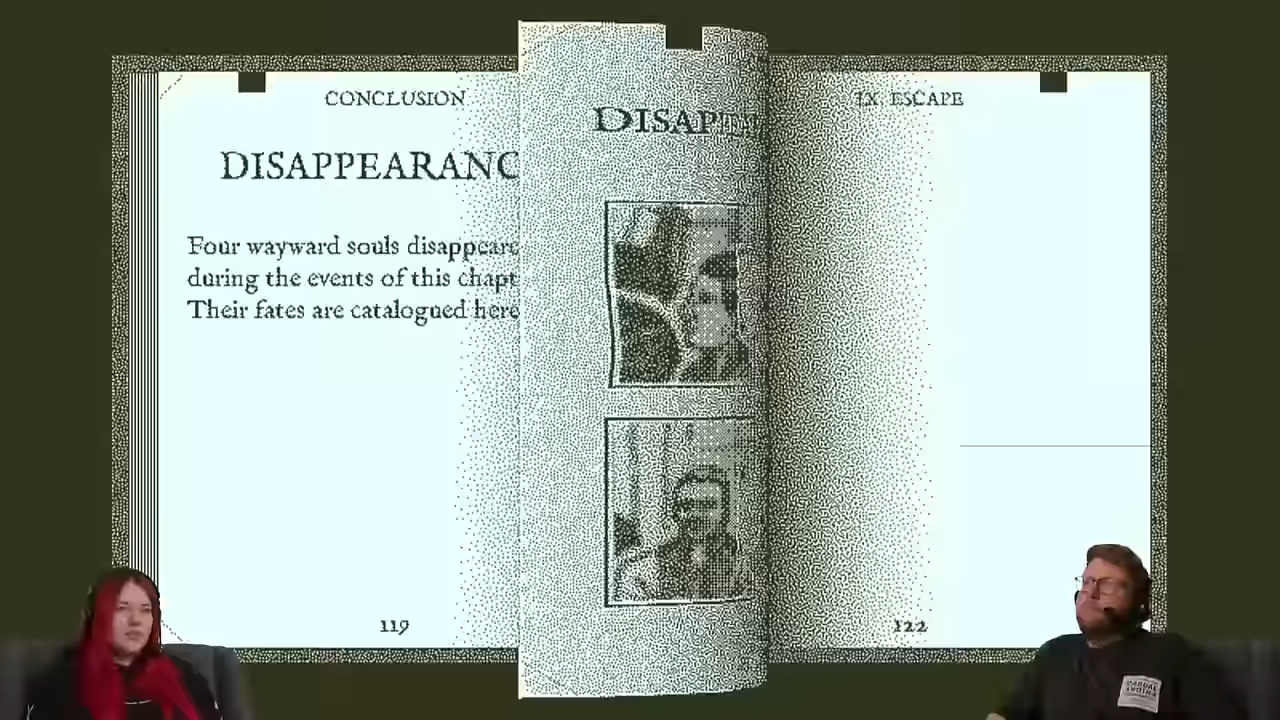 CONCLUSION
DISAPPEARANC
Four wayward souls disappeare
during the events of this chapt
Their fates are catalogued here
119
DISAPPEA
IX. ESCAPE
122